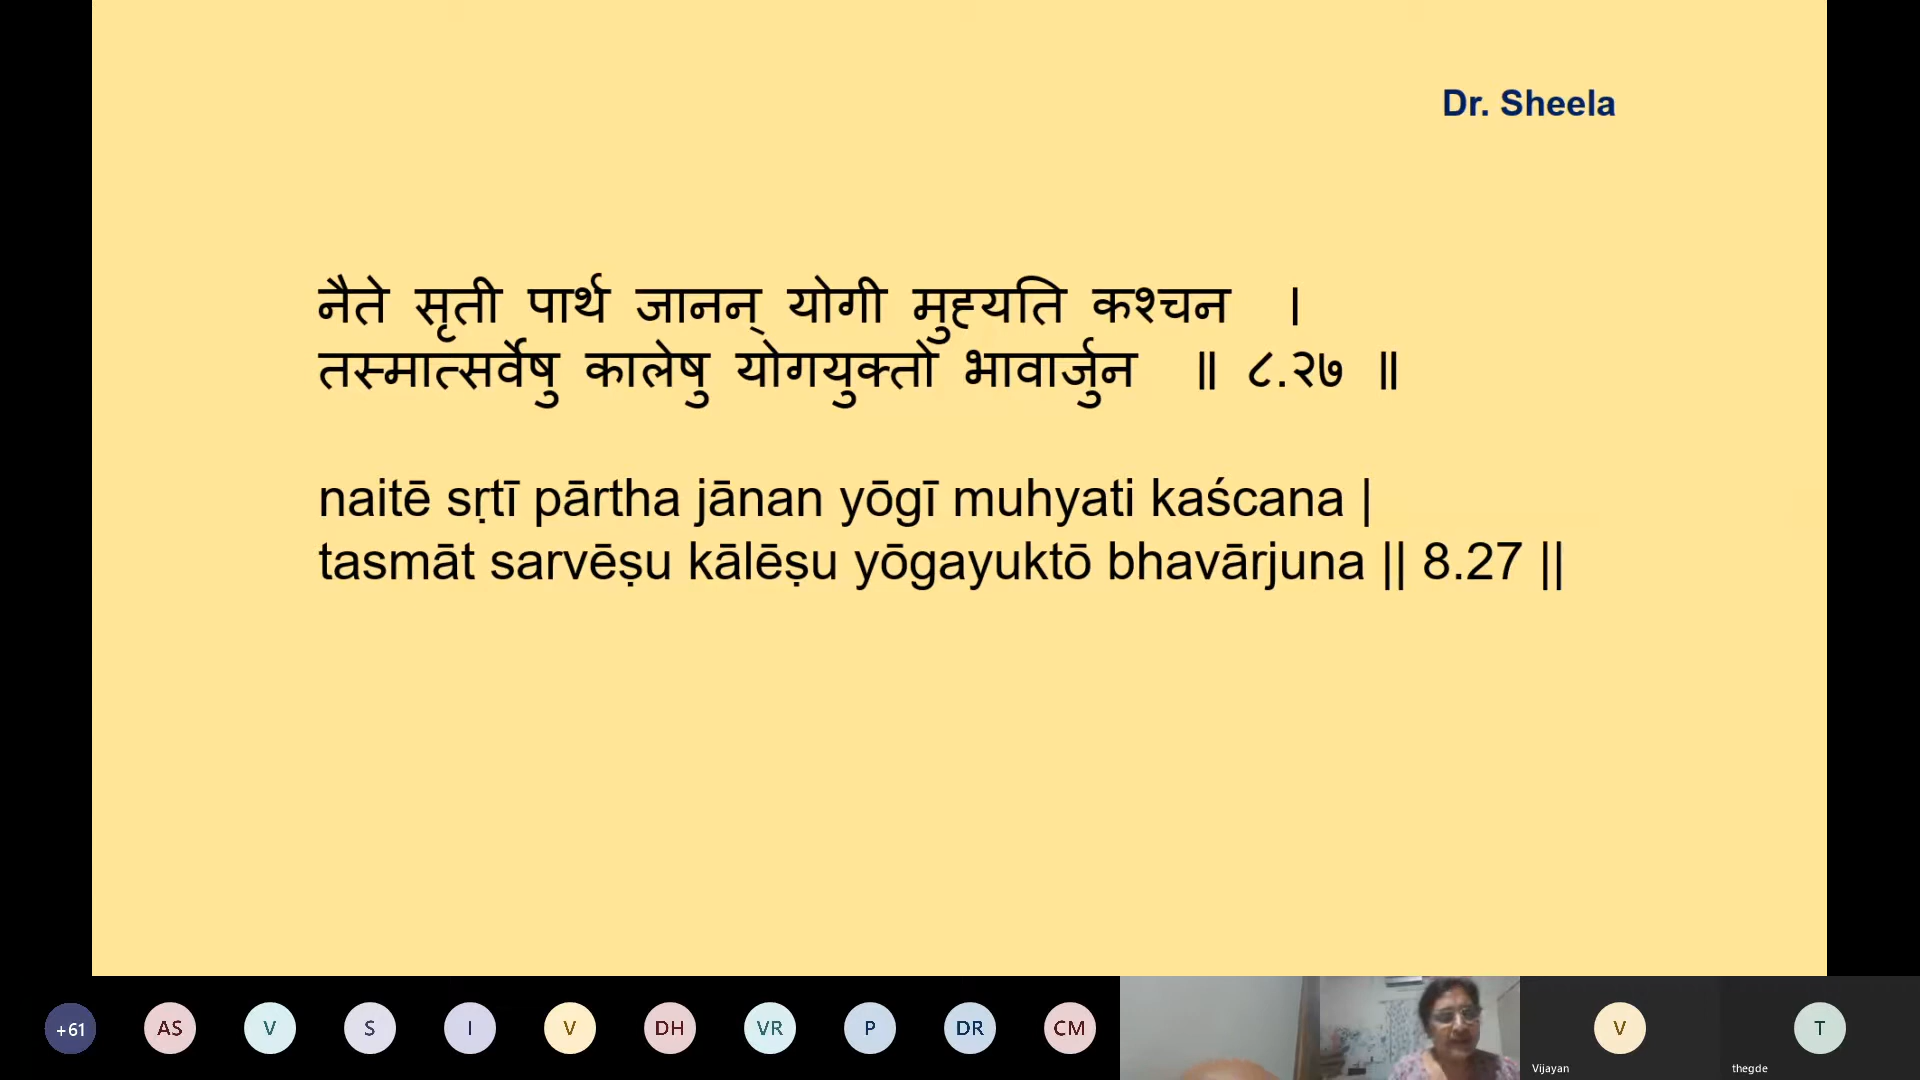 Dr. Sheela
नैते सृती पार्थ जानन् योगी मुह्यति कश्चन ।
तस्मात्सर्वेषु कालेषु योगयुक्तो भावार्जुन ॥ ८.२७ ॥
naitē sṛtī pārtha jānan yōgī muhyati kaścana |
tasmāt sarvēṣu kālēṣu yōgayuktō bhavārjuna || 8.27 ||
+61 AS V S I V DH VR P DR CM V T
Vijayan thegde